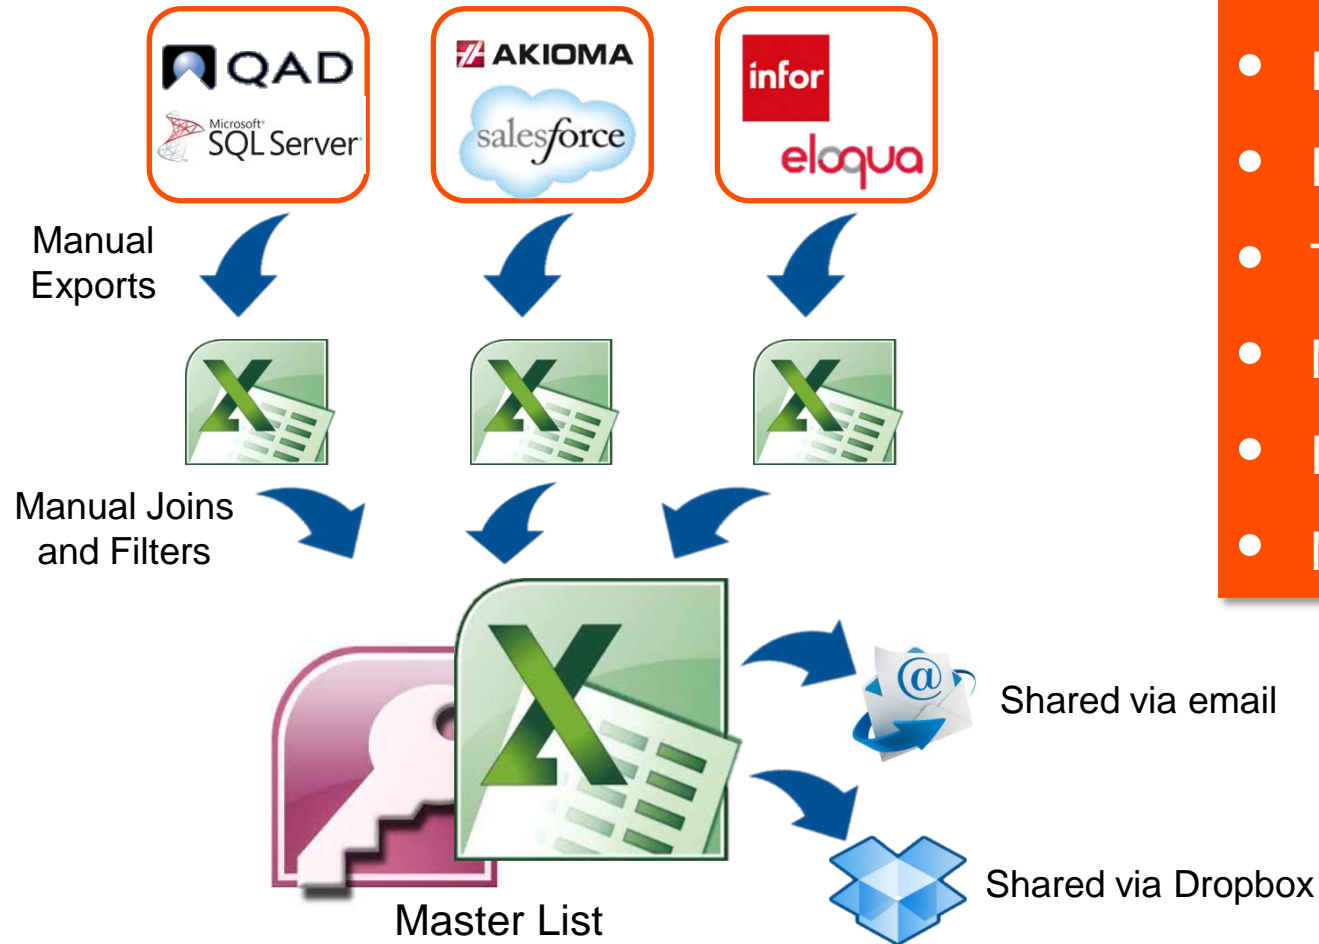 QAD
Microsoft®
SQL Server
AKIOMA
salesforce
infor
eloqua
Manual
Exports
Manual Joins
and Filters
@
Shared via email
Shared via Dropbox
Master List